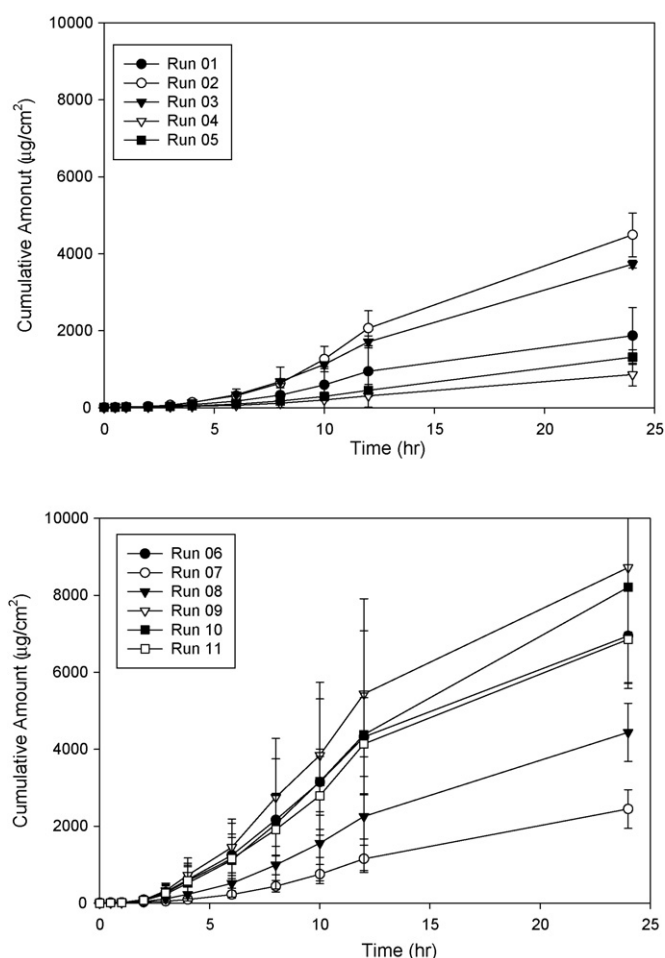 10000
8000
6000
4000
2000
0
Cumulative Amonut (μg/cm²)
Run 01
Run 02
Run 03
Run 04
Run 05
0 5 10 15 20 25
Time (hr)
10000
8000
6000
4000
2000
0
Cumulative Amount (μg/cm²)
Run 06
Run 07
Run 08
Run 09
Run 10
Run 11
0 5 10 15 20 25
Time (hr)